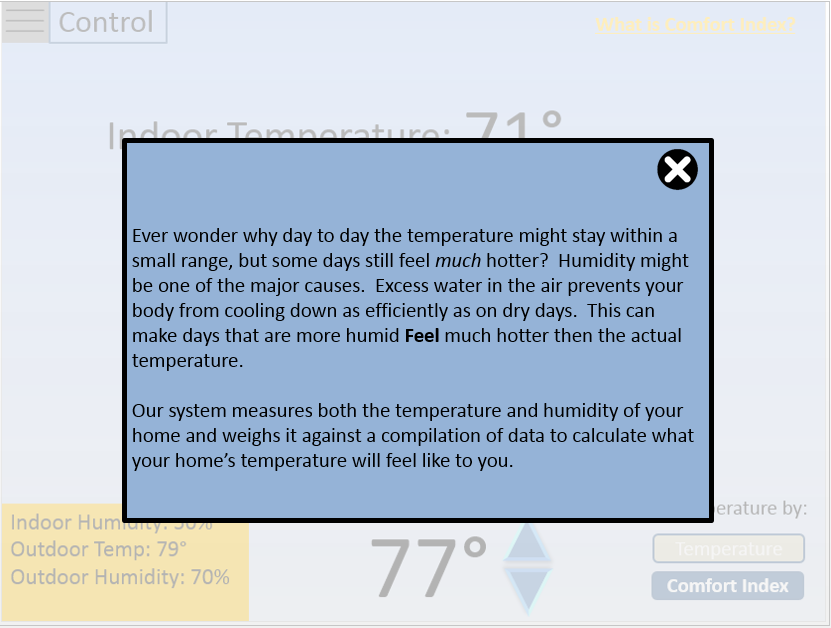 Control
What is Comfort Index?
Indoor Temperature: 71°
Ever wonder why day to day the temperature might stay within a
small range, but some days still feel much hotter?  Humidity might
be one of the major causes.  Excess water in the air prevents your
body from cooling down as efficiently as on dry days.  This can
make days that are more humid Feel much hotter then the actual
temperature.
Our system measures both the temperature and humidity of your
home and weighs it against a compilation of data to calculate what
your home's temperature will feel like to you.
Indoor Humidity: 50%
Outdoor Temp: 79°
Outdoor Humidity: 70%
77°
erature by:
Temperature
Comfort Index